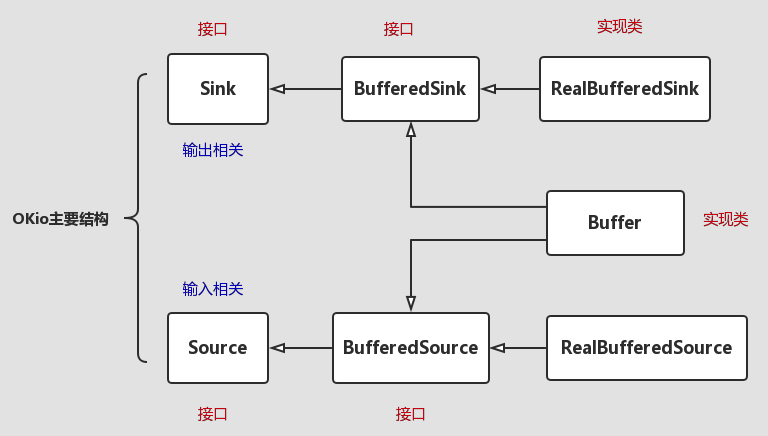 接口
接口
实现类
Sink
BufferedSink
RealBufferedSink
输出相关
OKio主要结构
Buffer
实现类
输入相关
Source
BufferedSource
RealBufferedSource
接口
接口